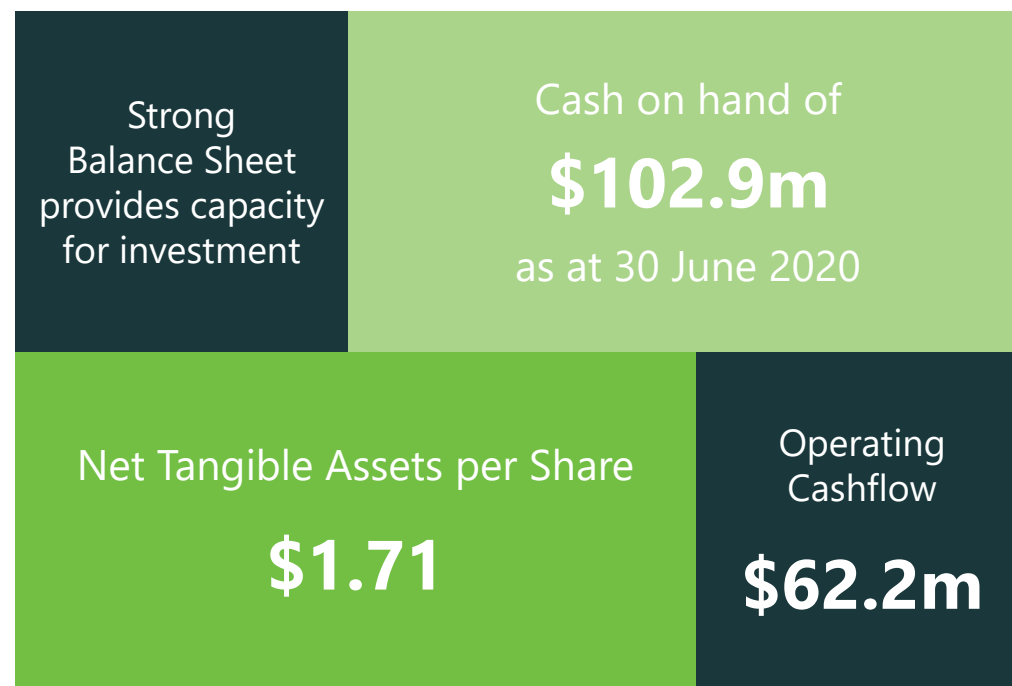 Strong
Balance Sheet
provides capacity
for investment
Cash on hand of
$102.9m
as at 30 June 2020
Net Tangible Assets per Share
$1.71
Operating
Cashflow
$62.2m